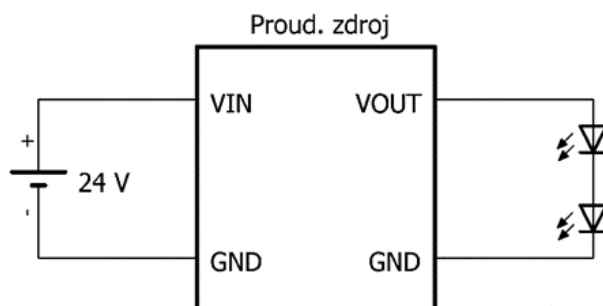 Proud. zdroj
VIN
VOUT
+
24 V
-
GND
GND